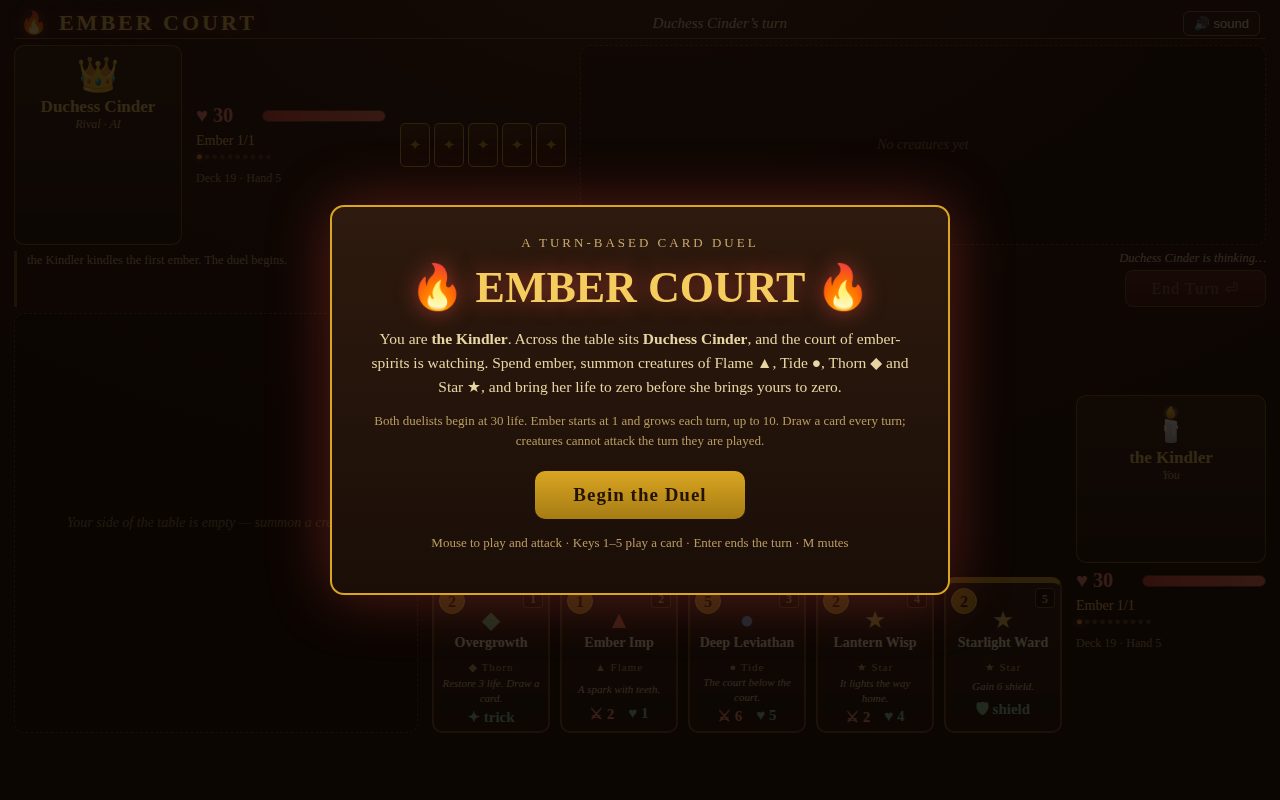 🔥 EMBER COURT
Duchess Cinder's turn
🔊 sound
Duchess Cinder
Rival · AI
♥ 30
Ember 1/1
Deck 19 · Hand 5
No creatures yet
the Kindler kindles the first ember. The duel begins.
Duchess Cinder is thinking…
End Turn ⏎
A TURN-BASED CARD DUEL
🔥 EMBER COURT 🔥
You are the Kindler. Across the table sits Duchess Cinder, and the court of ember-
spirits is watching. Spend ember, summon creatures of Flame ▲, Tide ●, Thorn ◆ and
Star ★, and bring her life to zero before she brings yours to zero.
Both duelists begin at 30 life. Ember starts at 1 and grows each turn, up to 10. Draw a card every turn;
creatures cannot attack the turn they are played.
Begin the Duel
Mouse to play and attack · Keys 1–5 play a card · Enter ends the turn · M mutes
Your side of the table is empty — summon a
the Kindler
You
♥ 30
Ember 1/1
Deck 19 · Hand 5
2 1
◆
Overgrowth
◆ Thorn
Restore 3 life. Draw a
card.
✦ trick
1 2
▲
Ember Imp
▲ Flame
A spark with teeth.
⚔ 2 ♥ 1
5 3
●
Deep Leviathan
● Tide
The court below the
court.
⚔ 6 ♥ 5
2 4
★
Lantern Wisp
★ Star
It lights the way
home.
⚔ 2 ♥ 4
2 5
★
Starlight Ward
★ Star
Gain 6 shield.
🛡 shield